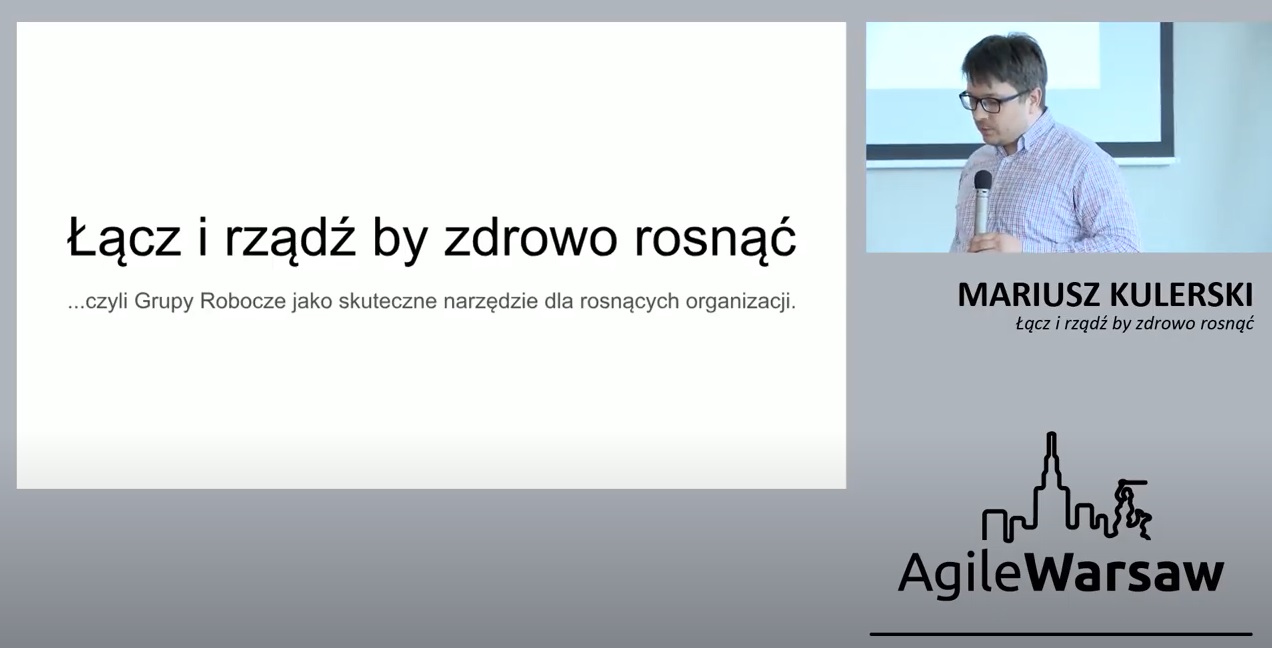 Łącz i rządź by zdrowo rosnąć
...czyli Grupy Robocze jako skuteczne narzędzie dla rosnących organizacji.
MARIUSZ KULERSKI
Łącz i rządź by zdrowo rosnąć
AgileWarsaw